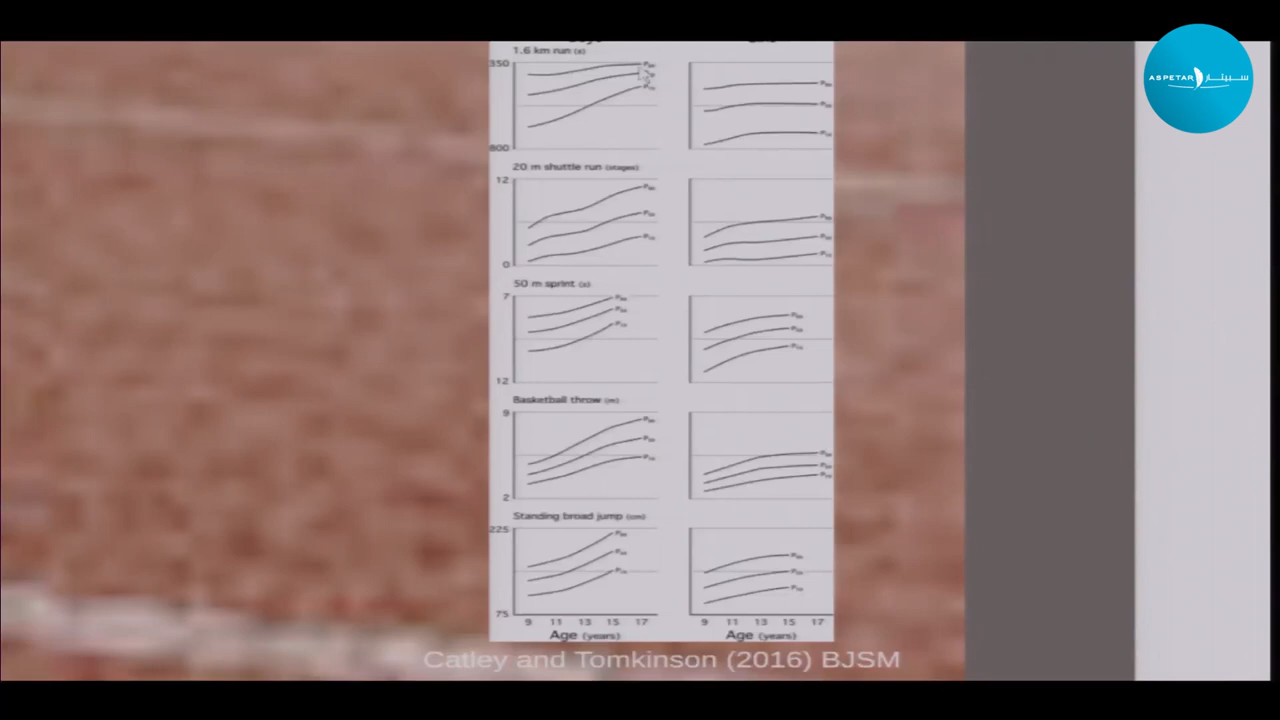 ASPETAR سبيتار
1.6 km run (s)
350
800
20 m shuttle run (stages)
12
0
50 m sprint (s)
7
12
Basketball throw (m)
9
2
Standing broad jump (cm)
225
75
9 11 13 15 17
9 11 13 15 17
Age (years)
Age (years)
Catley and Tomkinson (2016) BJSM